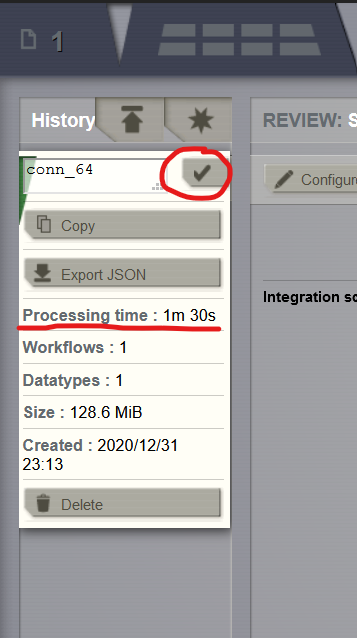 1
History
REVIEW: S
conn_64
Configure
Copy
Export JSON
Integration sc
Processing time : 1m 30s
Workflows : 1
Datatypes : 1
Size : 128.6 MiB
Created : 2020/12/31
23:13
Delete